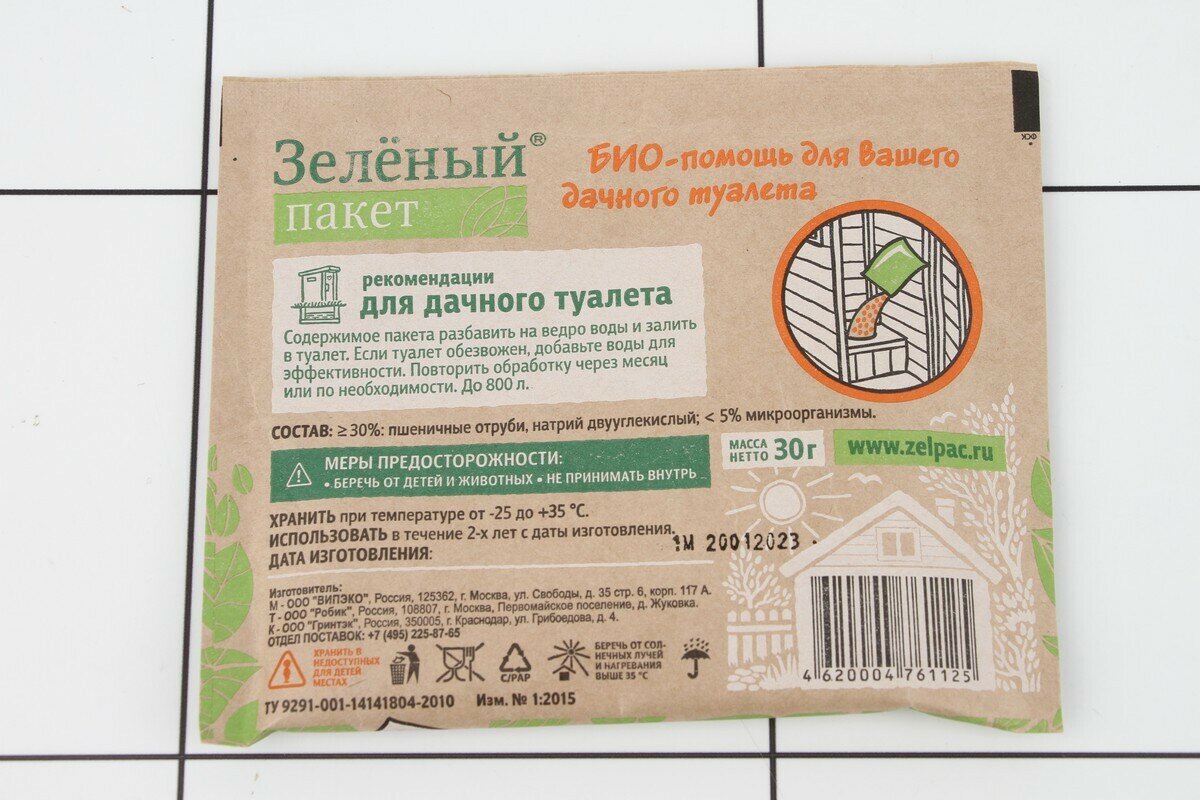 Зелёный®
пакет
БИО-помощь для Вашего
дачного туалета
рекомендации
для дачного туалета
Содержимое пакета разбавить на ведро воды и залить
в туалет. Если туалет обезвожен, добавьте воды для
эффективности. Повторить обработку через месяц
или по необходимости. До 800 л.
СОСТАВ: ≥ 30%: пшеничные отруби, натрий двууглекислый; < 5% микроорганизмы.
МЕРЫ ПРЕДОСТОРОЖНОСТИ:
• БЕРЕЧЬ ОТ ДЕТЕЙ И ЖИВОТНЫХ • НЕ ПРИНИМАТЬ ВНУТРЬ
МАССА
НЕТТО 30 г
www.zelpac.ru
ХРАНИТЬ при температуре от -25 до +35 °С.
ИСПОЛЬЗОВАТЬ в течение 2-х лет с даты изготовления.
ДАТА ИЗГОТОВЛЕНИЯ:
1М 20012023
Изготовитель:
М - ООО "ВИПЭКО", Россия, 125362, г. Москва, ул. Свободы, д. 35 стр. 6, корп. 117 А.
Т - ООО "Робик", Россия, 108807, г. Москва, Первомайское поселение, д. Жуковка.
К - ООО "Гринтэк", Россия, 350005, г. Краснодар, ул. Грибоедова, д. 4.
ОТДЕЛ ПОСТАВОК: +7 (495) 225-87-65
ХРАНИТЬ В
НЕДОСТУПНЫХ
ДЛЯ ДЕТЕЙ
МЕСТАХ
C/PAP
БЕРЕЧЬ ОТ СОЛ-
НЕЧНЫХ ЛУЧЕЙ
И НАГРЕВАНИЯ
ВЫШЕ 35 °С
4 620004 761125
ТУ 9291-001-14141804-2010 Изм. № 1:2015